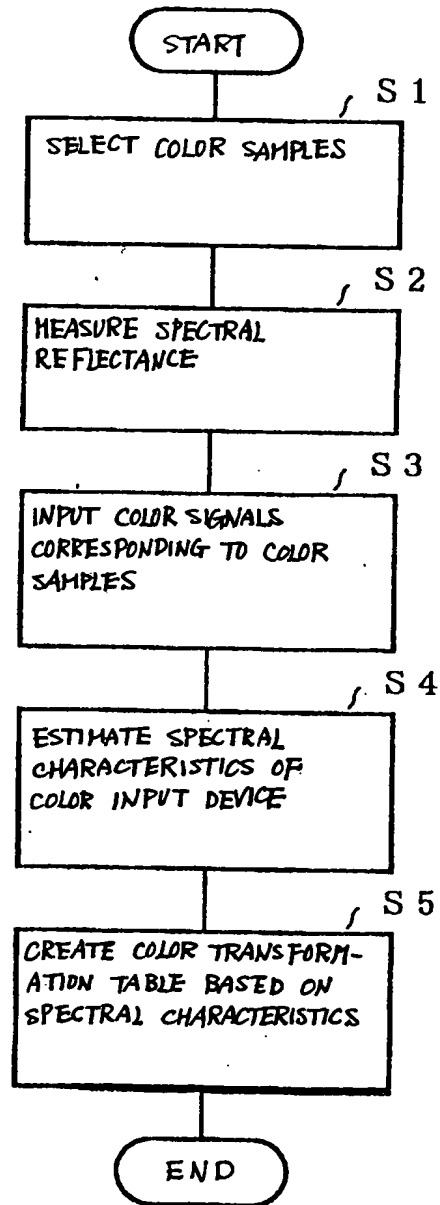 START
S 1
SELECT COLOR SAMPLES
S 2
MEASURE SPECTRAL
REFLECTANCE
S 3
INPUT COLOR SIGNALS
CORRESPONDING TO COLOR
SAMPLES
S 4
ESTIMATE SPECTRAL
CHARACTERISTICS OF
COLOR INPUT DEVICE
S 5
CREATE COLOR TRANSFORM-
ATION TABLE BASED ON
SPECTRAL CHARACTERISTICS
END